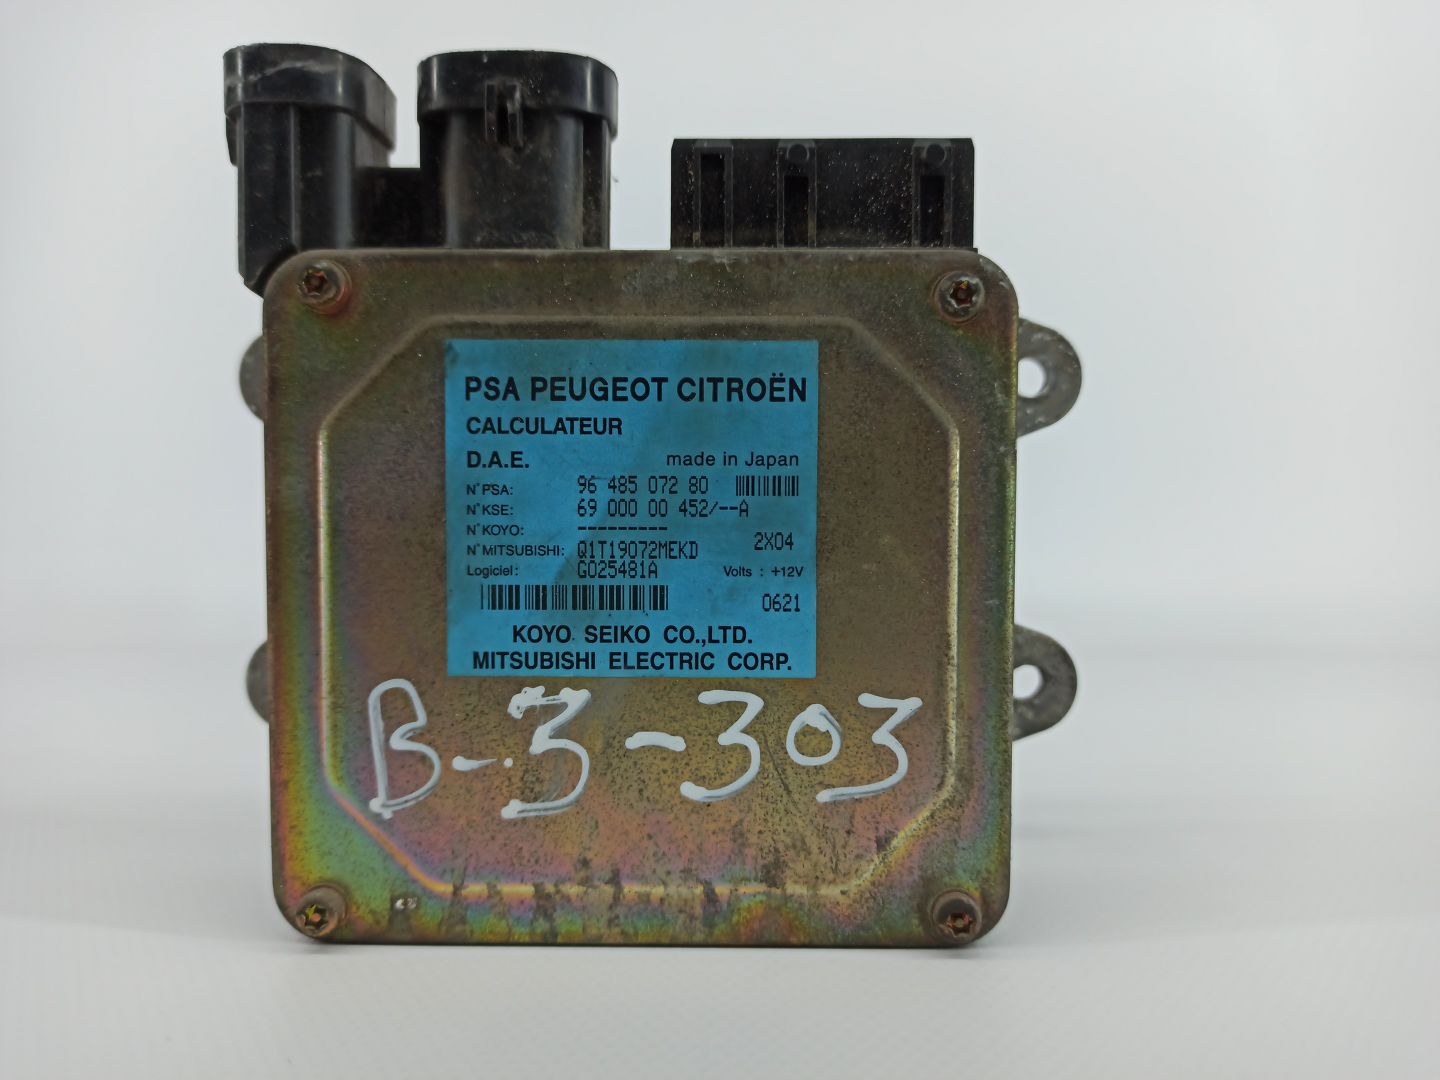 PSA PEUGEOT CITROËN
CALCULATEUR
D.A.E. made in Japan
N°PSA: 96 485 072 80
N°KSE: 69 000 00 452/--A
N°KOYO: ---------
N°MITSUBISHI: Q1T19072MEKD 2X04
Logiciel: G025481A Volts : +12V
0621
KOYO SEIKO CO.,LTD.
MITSUBISHI ELECTRIC CORP.
B-.3-303